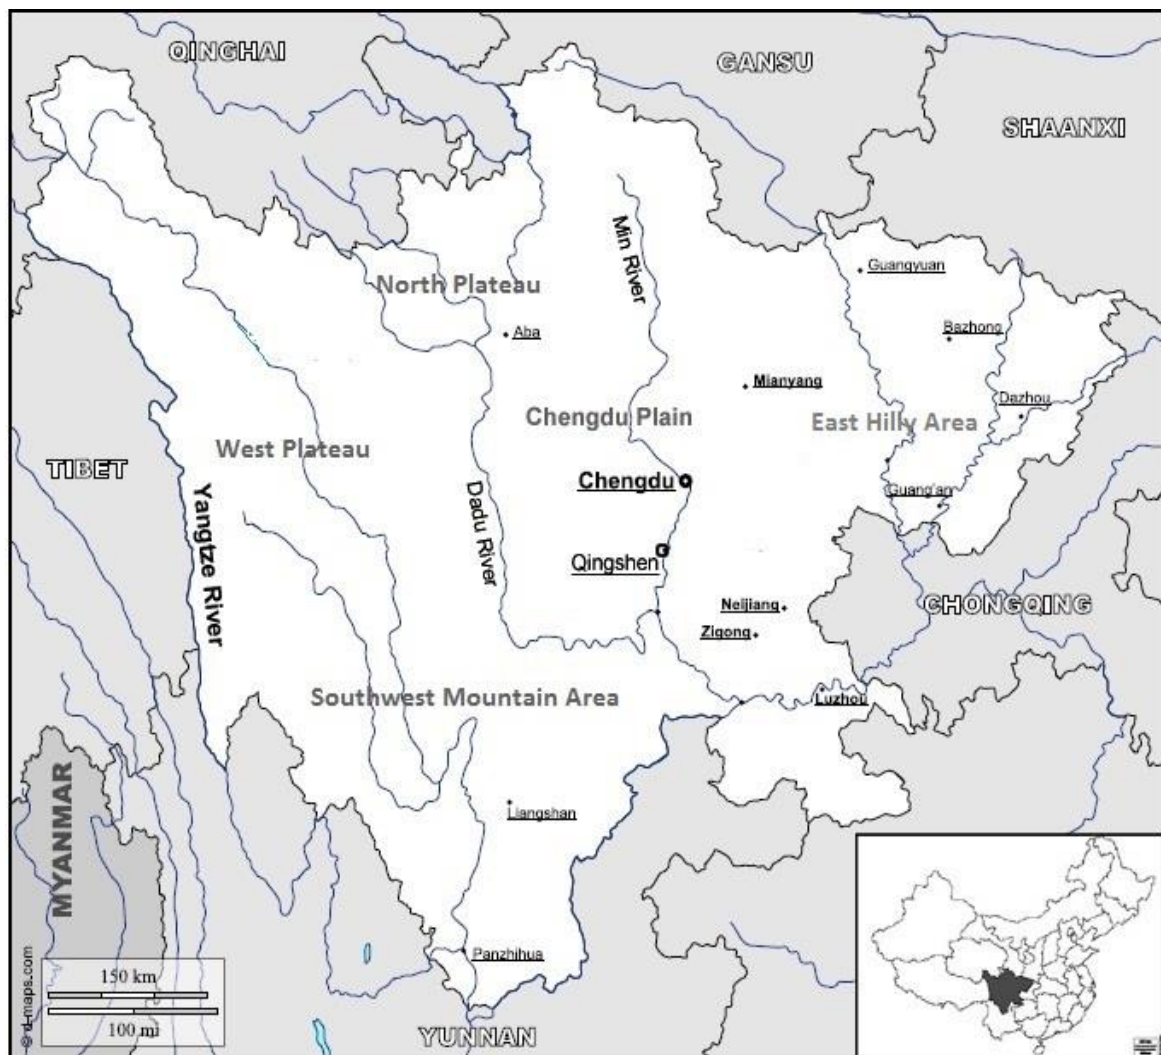 QINGHAI
GANSU
SHAANXI
Min River
Guangyuan
North Plateau
Aba
Bazhong
Mianyang
Dazhou
Chengdu Plain
East Hilly Area
West Plateau
TIBET
Chengdu
Guang'an
Yangtze River
Dadu River
Qingshen
Neijiang
CHONGQING
Zigong
Southwest Mountain Area
Luzhou
MYANMAR
Liangshan
Panzhihua
© d-maps.com
150 km
100 mi
YUNNAN